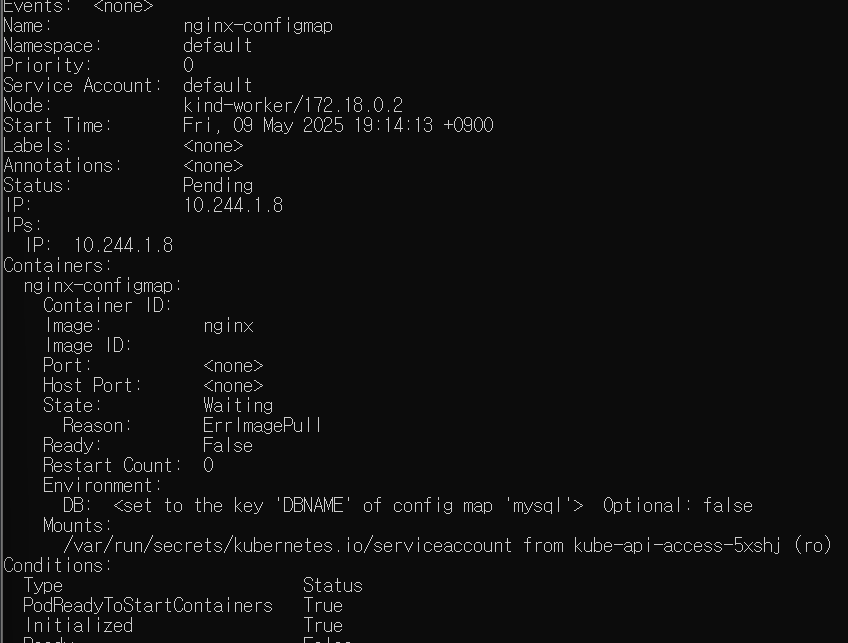 Events:  <none>
Name:             nginx-configmap
Namespace:        default
Priority:         0
Service Account:  default
Node:             kind-worker/172.18.0.2
Start Time:       Fri, 09 May 2025 19:14:13 +0900
Labels:           <none>
Annotations:      <none>
Status:           Pending
IP:               10.244.1.8
IPs:
  IP:  10.244.1.8
Containers:
  nginx-configmap:
    Container ID:
    Image:          nginx
    Image ID:
    Port:           <none>
    Host Port:      <none>
    State:          Waiting
      Reason:       ErrImagePull
    Ready:          False
    Restart Count:  0
    Environment:
      DB:  <set to the key 'DBNAME' of config map 'mysql'>  Optional: false
    Mounts:
      /var/run/secrets/kubernetes.io/serviceaccount from kube-api-access-5xshj (ro)
Conditions:
  Type                        Status
  PodReadyToStartContainers   True
  Initialized                 True
  Ready                       False